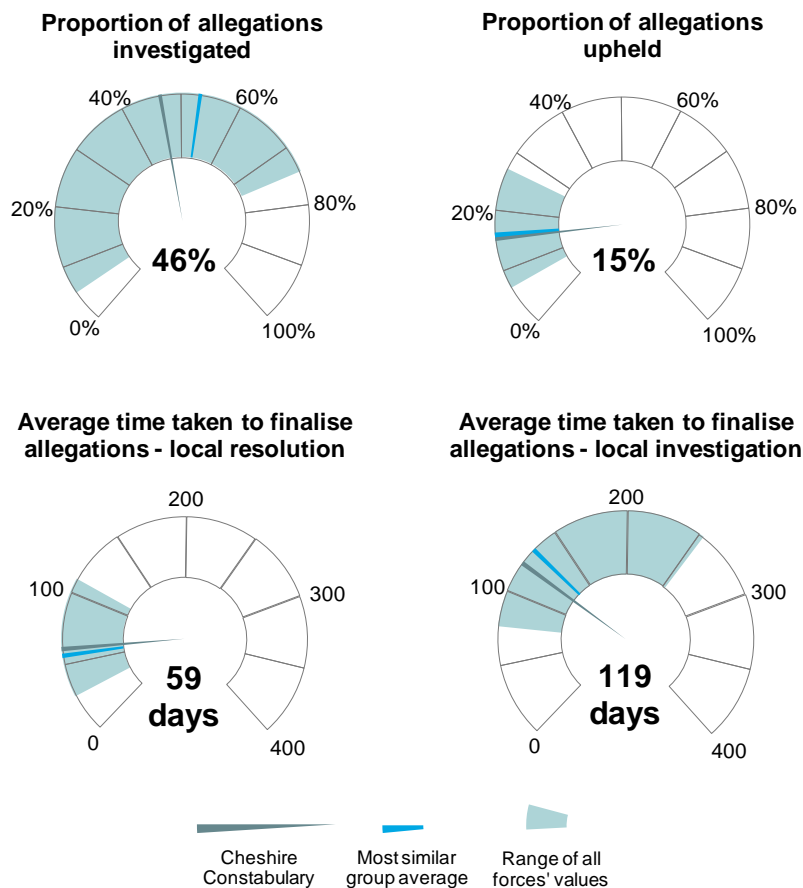 Proportion of allegations
investigated
40%
60%
20%
80%
46%
0%
100%
Proportion of allegations
upheld
40%
60%
20%
80%
15%
0%
100%
Average time taken to finalise
allegations - local resolution
200
100
300
59
days
0
400
Average time taken to finalise
allegations - local investigation
200
100
300
119
days
0
400
Cheshire
Constabulary
Most similar
group average
Range of all
forces' values